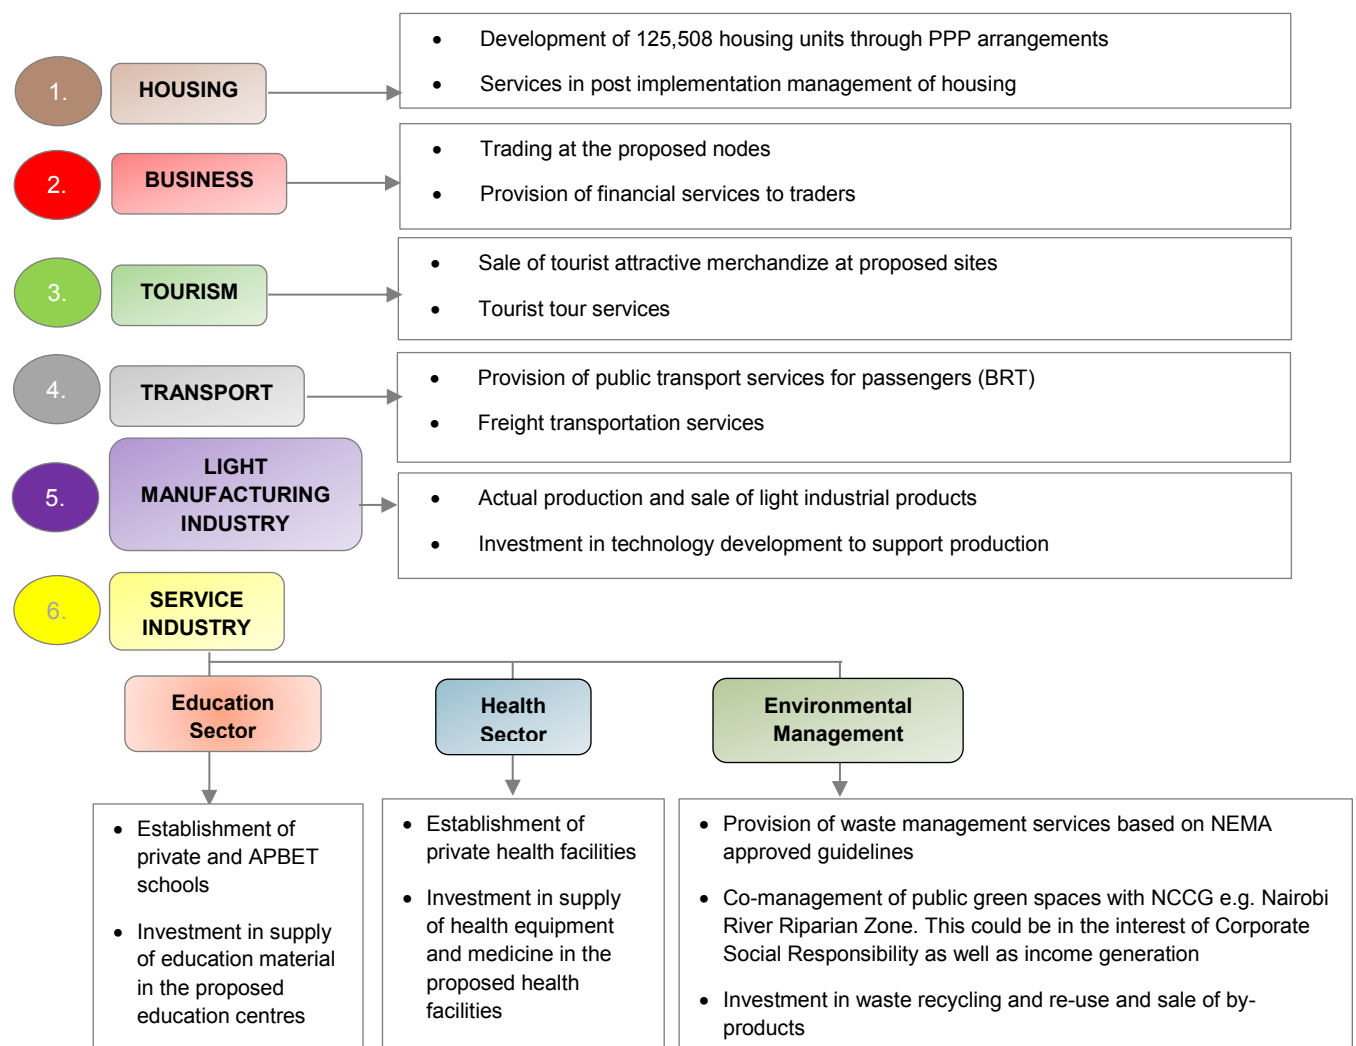 1.
HOUSING
• Development of 125,508 housing units through PPP arrangements
• Services in post implementation management of housing
2.
BUSINESS
• Trading at the proposed nodes
• Provision of financial services to traders
3.
TOURISM
• Sale of tourist attractive merchandize at proposed sites
• Tourist tour services
4.
TRANSPORT
• Provision of public transport services for passengers (BRT)
• Freight transportation services
5.
LIGHT
MANUFACTURING
INDUSTRY
• Actual production and sale of light industrial products
• Investment in technology development to support production
6.
SERVICE
INDUSTRY
Education
Sector
• Establishment of
private and APBET
schools
• Investment in supply
of education material
in the proposed
education centres
Health
Sector
• Establishment of
private health facilities
• Investment in supply
of health equipment
and medicine in the
proposed health
facilities
Environmental
Management
• Provision of waste management services based on NEMA
approved guidelines
• Co-management of public green spaces with NCCG e.g. Nairobi
River Riparian Zone. This could be in the interest of Corporate
Social Responsibility as well as income generation
• Investment in waste recycling and re-use and sale of by-
products